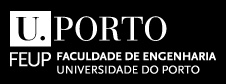 U.PORTO
FEUP FACULDADE DE ENGENHARIA
UNIVERSIDADE DO PORTO